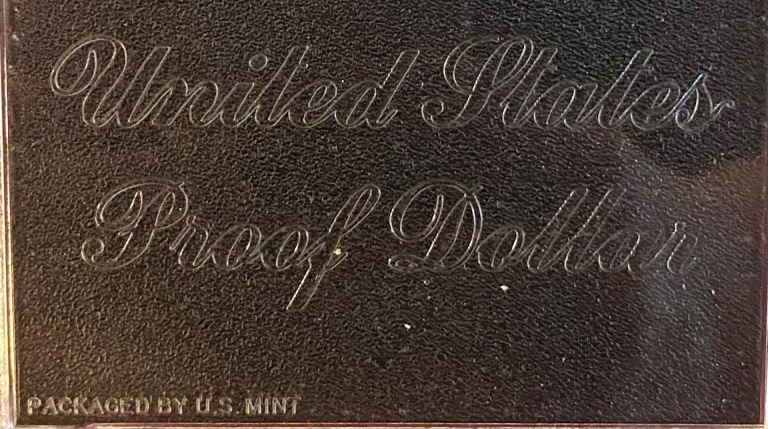 United States
Proof Dollar
PACKAGED BY U.S. MINT